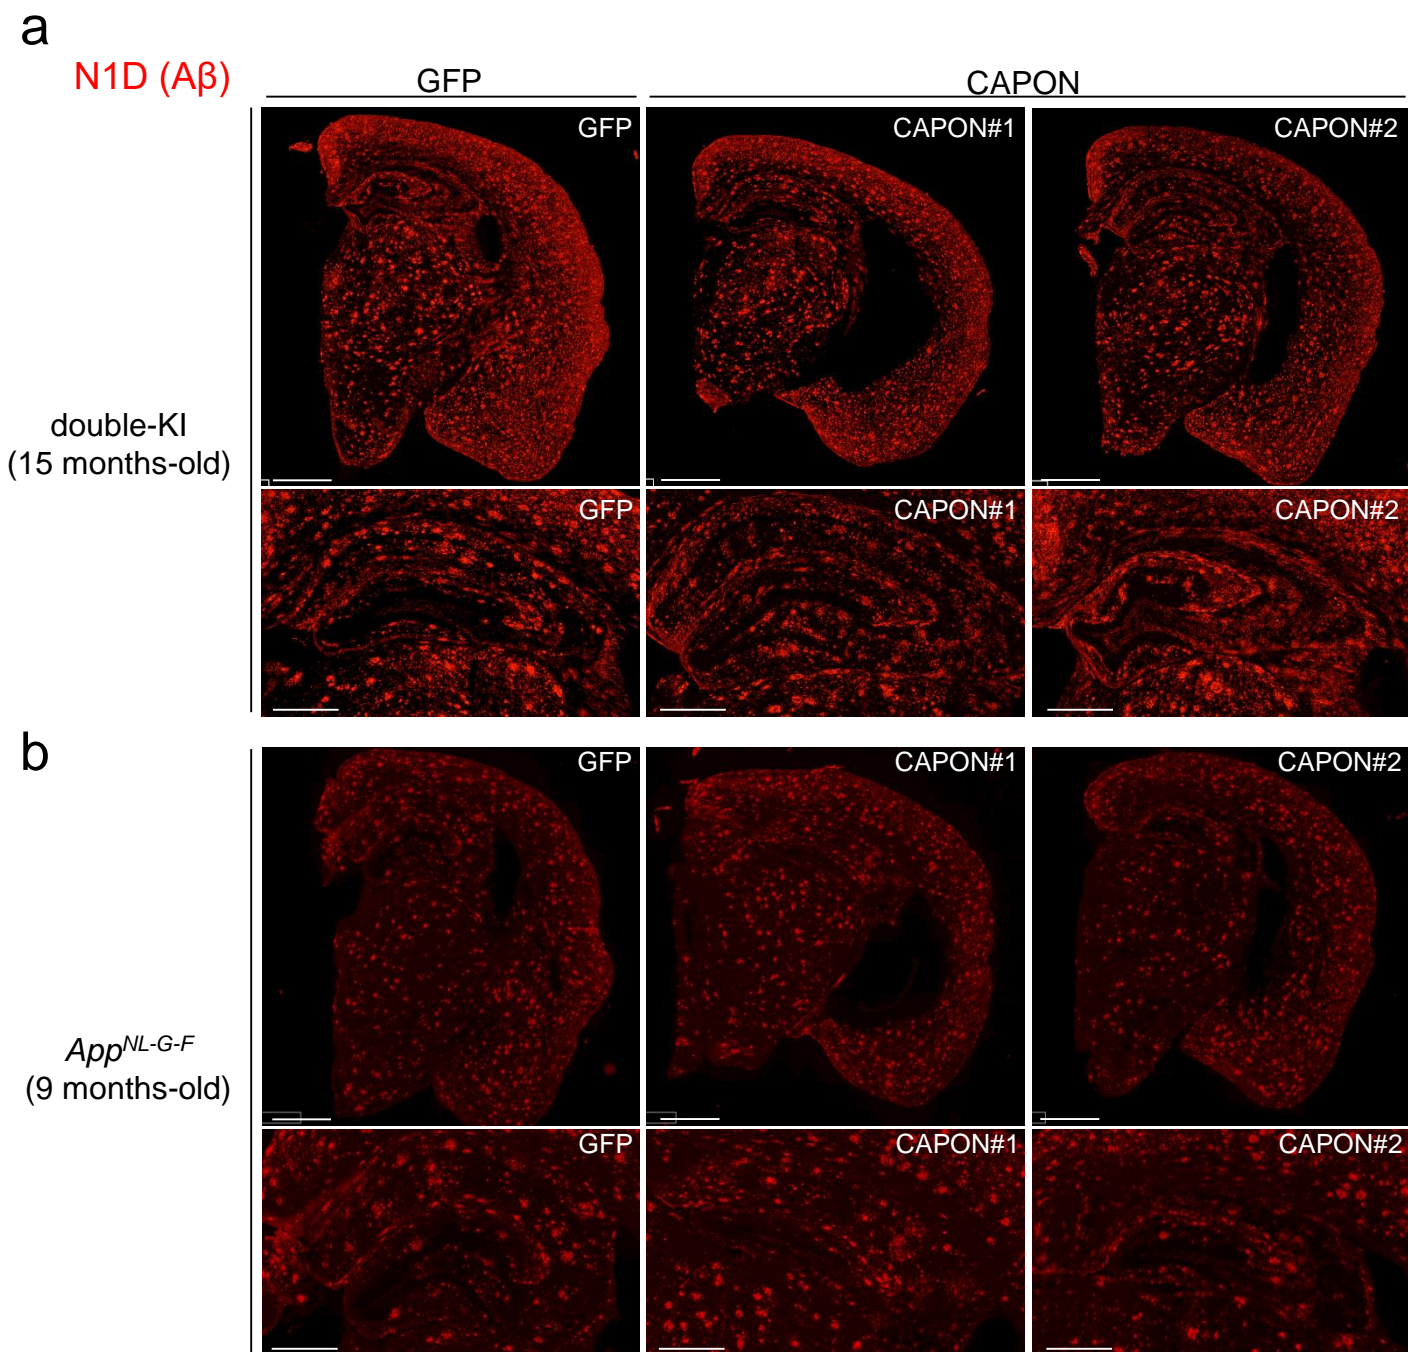 a
N1D (Aβ)
GFP
CAPON
GFP
CAPON#1
CAPON#2
double-KI
(15 months-old)
GFP
CAPON#1
CAPON#2
b
GFP
CAPON#1
CAPON#2
App^NL-G-F
(9 months-old)
GFP
CAPON#1
CAPON#2